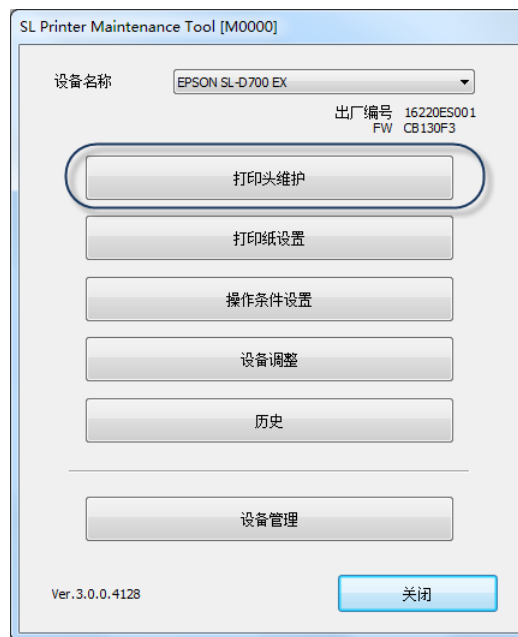 SL Printer Maintenance Tool [M0000]
设备名称 EPSON SL-D700 EX
出厂编号 16220ES001
FW CB130F3
打印头维护
打印纸设置
操作条件设置
设备调整
历史
设备管理
Ver.3.0.0.4128 关闭